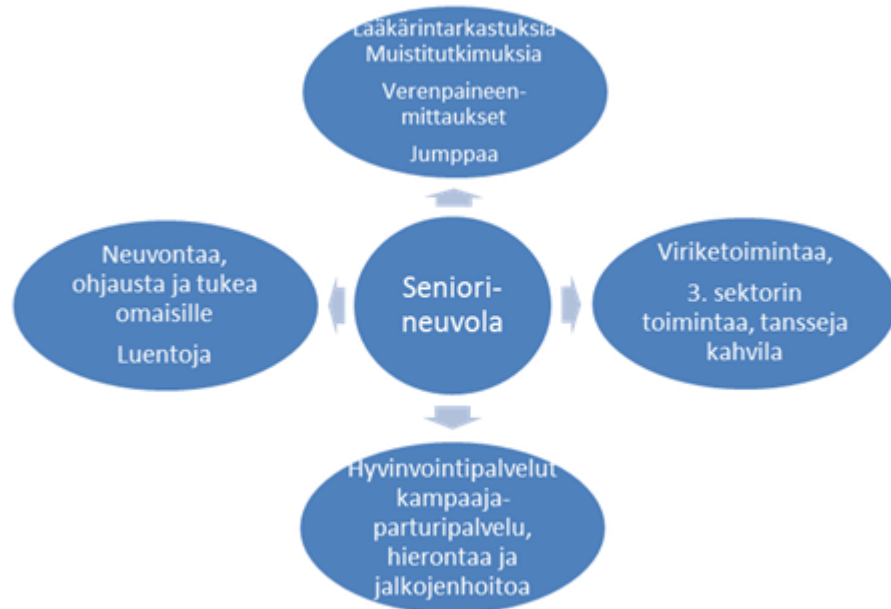 Lääkärintarkastuksia
Muistitutkimuksia
Verenpaineen-
mittaukset
Jumppaa
Neuvontaa,
ohjausta ja tukea
omaisille
Luentoja
Seniori-
neuvola
Viriketoimintaa,
3. sektorin
toimintaa, tansseja
kahvila
Hyvinvointipalvelut
kampaaja-
parturipalvelu,
hierontaa ja
jalkojenhoitoa